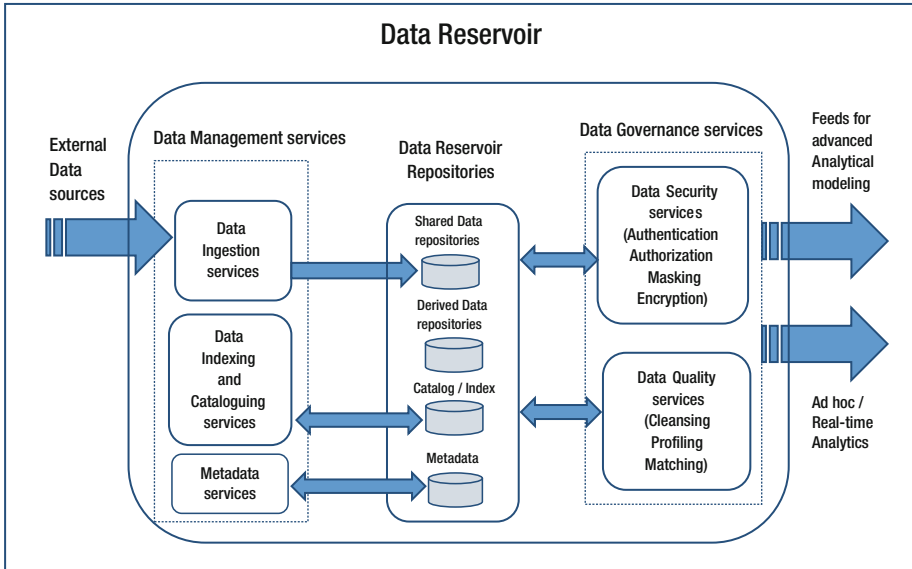 Data Reservoir
External
Data
sources
Data Management services
Data
Ingestion
services
Data
Indexing
and
Cataloguing
services
Metadata
services
Data Reservoir
Repositories
Shared Data
repositories
Derived Data
repositories
Catalog / Index
Metadata
Data Governance services
Data Security
services
(Authentication
Authorization
Masking
Encryption)
Data Quality
services
(Cleansing
Profiling
Matching)
Feeds for
advanced
Analytical
modeling
Ad hoc /
Real-time
Analytics